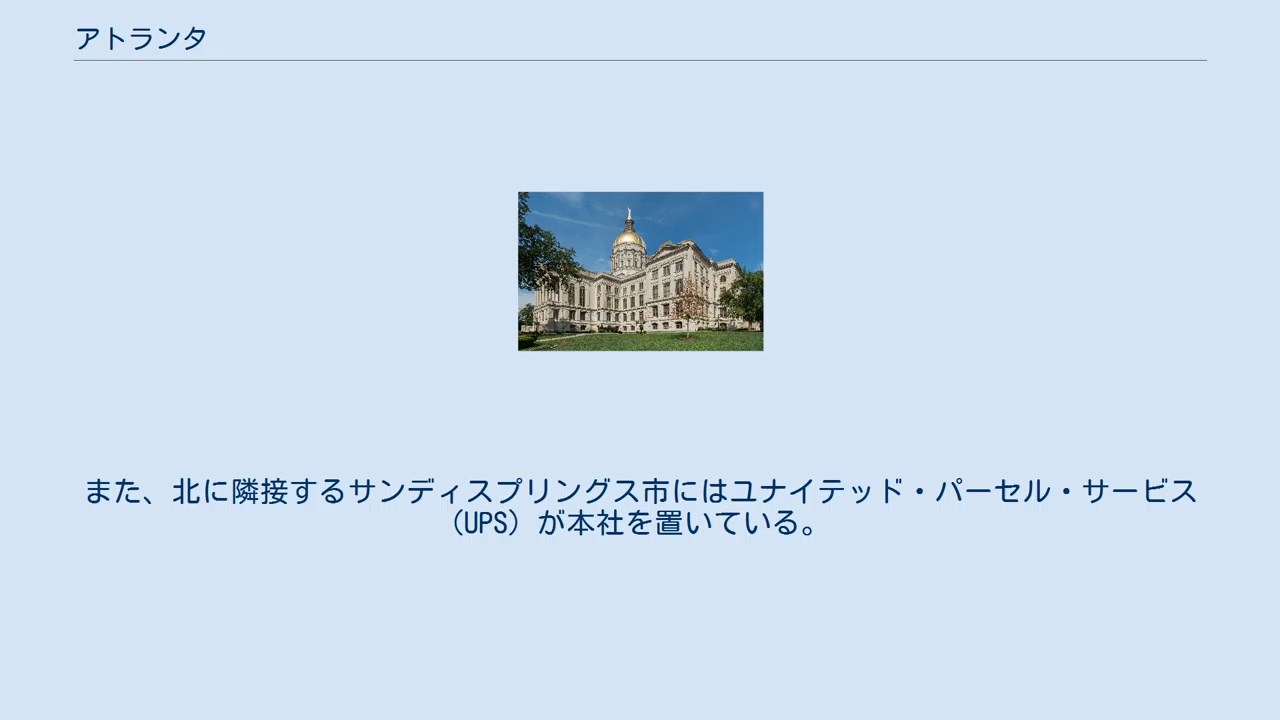 アトランタ
また、北に隣接するサンディスプリングス市にはユナイテッド・パーセル・サービス
（UPS）が本社を置いている。